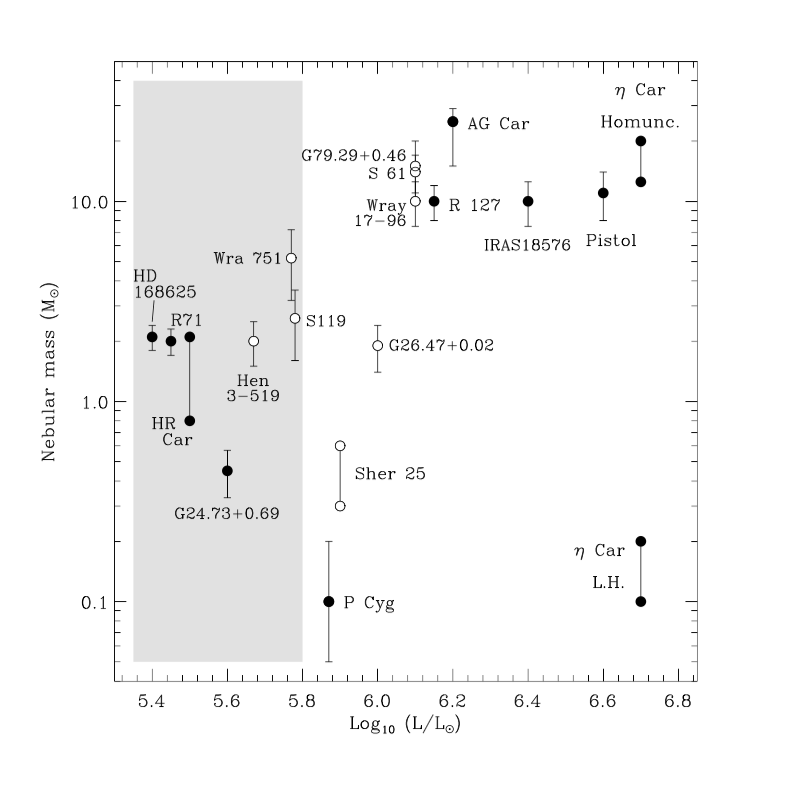 η Car
Homunc.
AG Car
G79.29+0.46
S 61
Wray
17-96
R 127
IRAS18576
Pistol
10.0
Wra 751
HD
168625
R71
S119
G26.47+0.02
Hen
3-519
1.0
HR
Car
Sher 25
G24.73+0.69
η Car
L.H.
P Cyg
0.1
Nebular mass (M☉)
5.4 5.6 5.8 6.0 6.2 6.4 6.6 6.8
Log₁₀ (L/L☉)